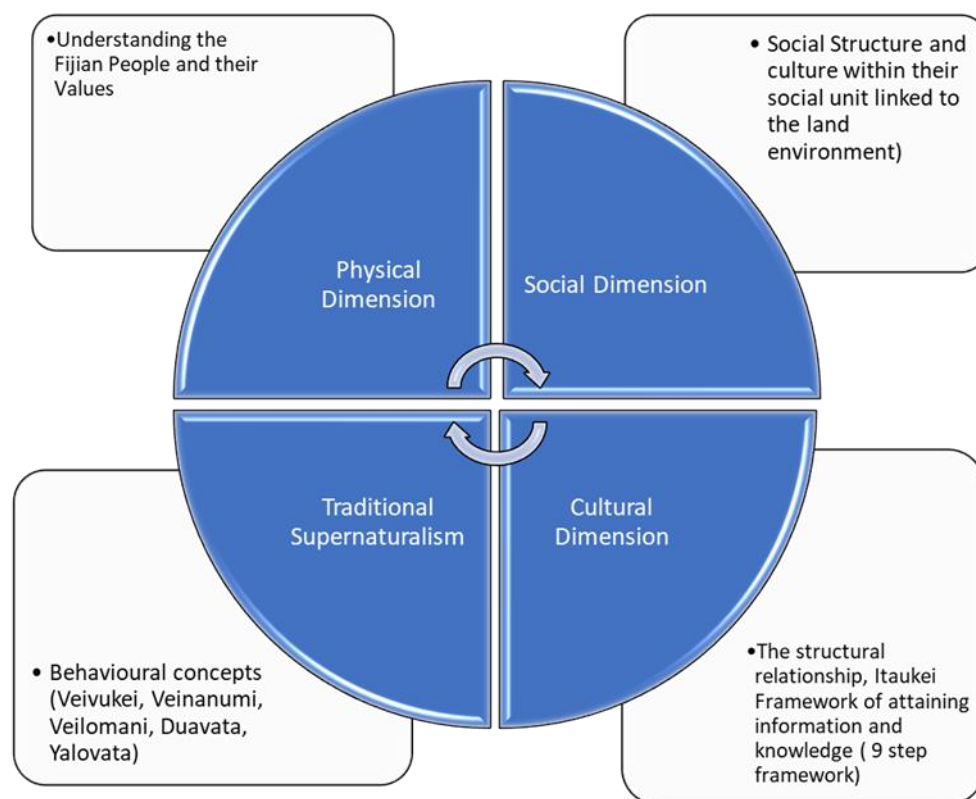 •Understanding the
Fijian People and their
Values
• Social Structure and
culture within their
social unit linked to
the land
environment)
Physical
Dimension
Social Dimension
Traditional
Supernaturalism
Cultural
Dimension
• Behavioural concepts
(Veivukei, Veinanumi,
Veilomani, Duavata,
Yalovata)
•The structural
relationship, Itaukei
Framework of attaining
information and
knowledge ( 9 step
framework)